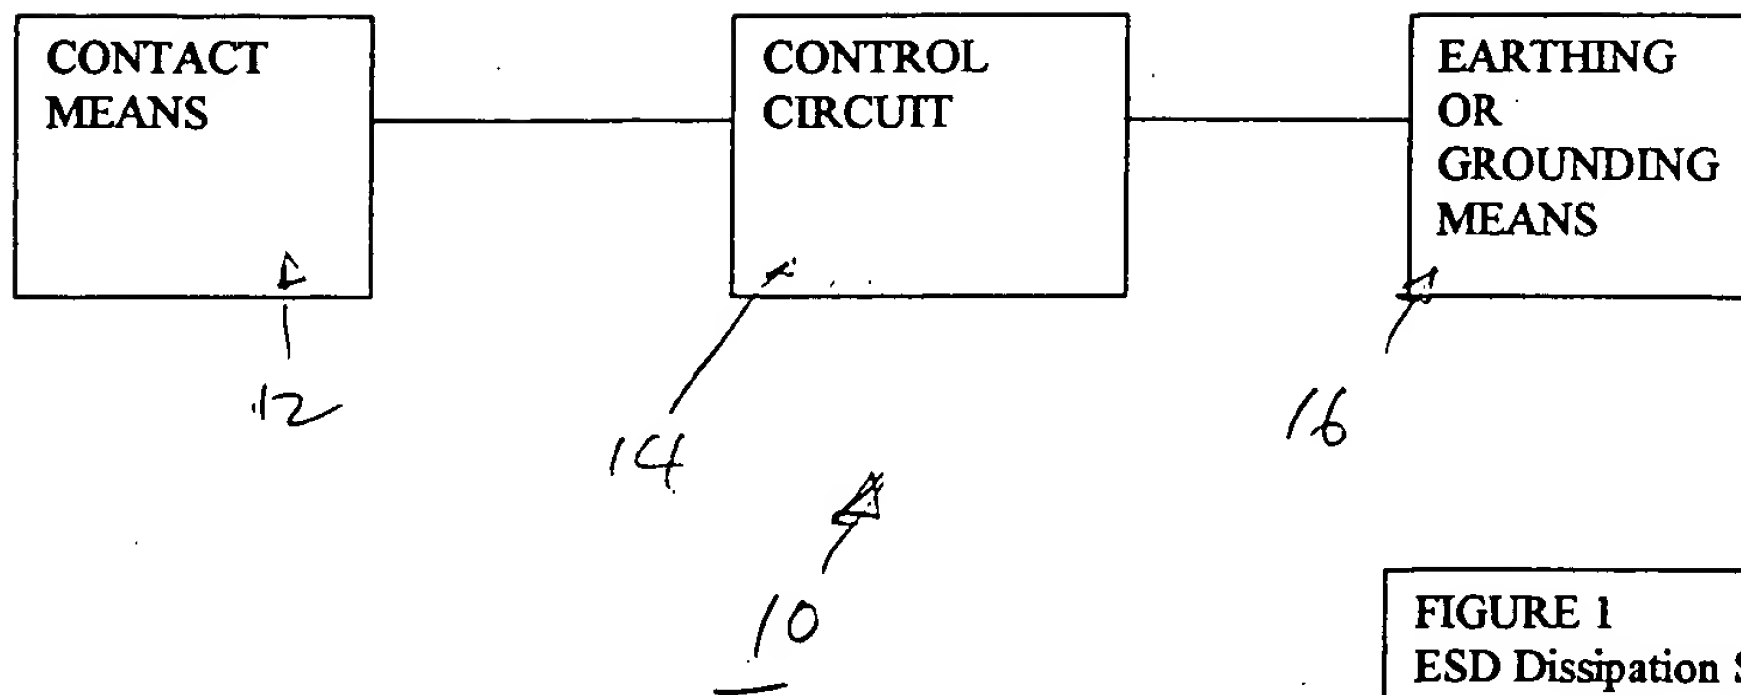 CONTACT
MEANS
CONTROL
CIRCUIT
EARTHING
OR
GROUNDING
MEANS
12
14
16
10
FIGURE 1
ESD Dissipation